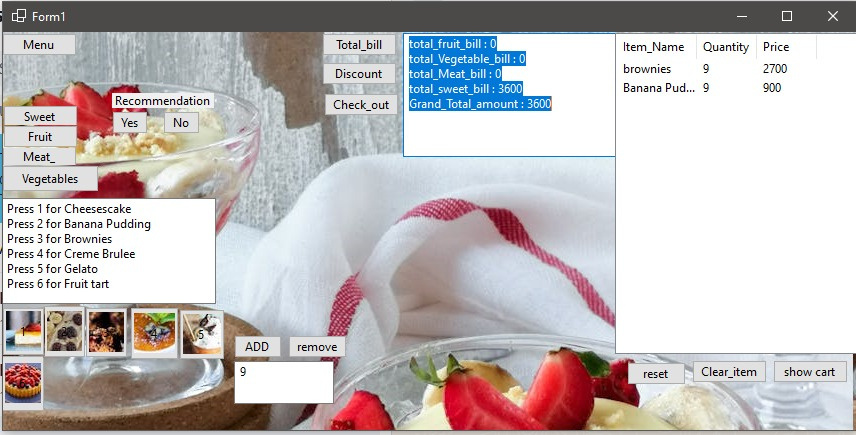 Form1
Menu
Total_bill
Discount
Check_out
total_fruit_bill : 0
total_Vegetable_bill : 0
total_Meat_bill : 0
total_sweet_bill : 3600
Grand_Total_amount : 3600
Item_Name Quantity Price
brownies 9 2700
Banana Pud... 9 900
Recommendation
Yes No
Sweet
Fruit
Meat_
Vegetables
Press 1 for Cheesescake
Press 2 for Banana Pudding
Press 3 for Brownies
Press 4 for Creme Brulee
Press 5 for Gelato
Press 6 for Fruit tart
1 4 5
ADD remove
9
reset Clear_item show cart